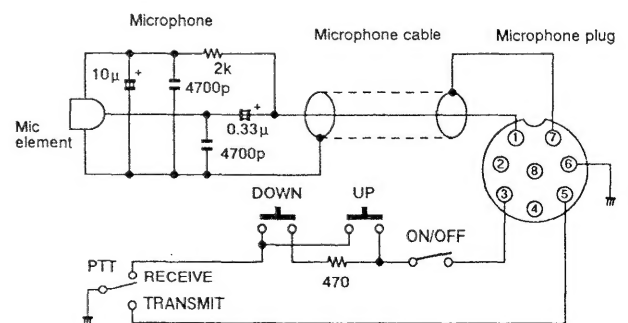 Microphone
Microphone cable
Microphone plug
2k
10μ +
4700p
+
0.33μ
Mic
element
4700p
1
7
2
8
6
3
4
5
DOWN
UP
ON/OFF
470
PTT
RECEIVE
TRANSMIT